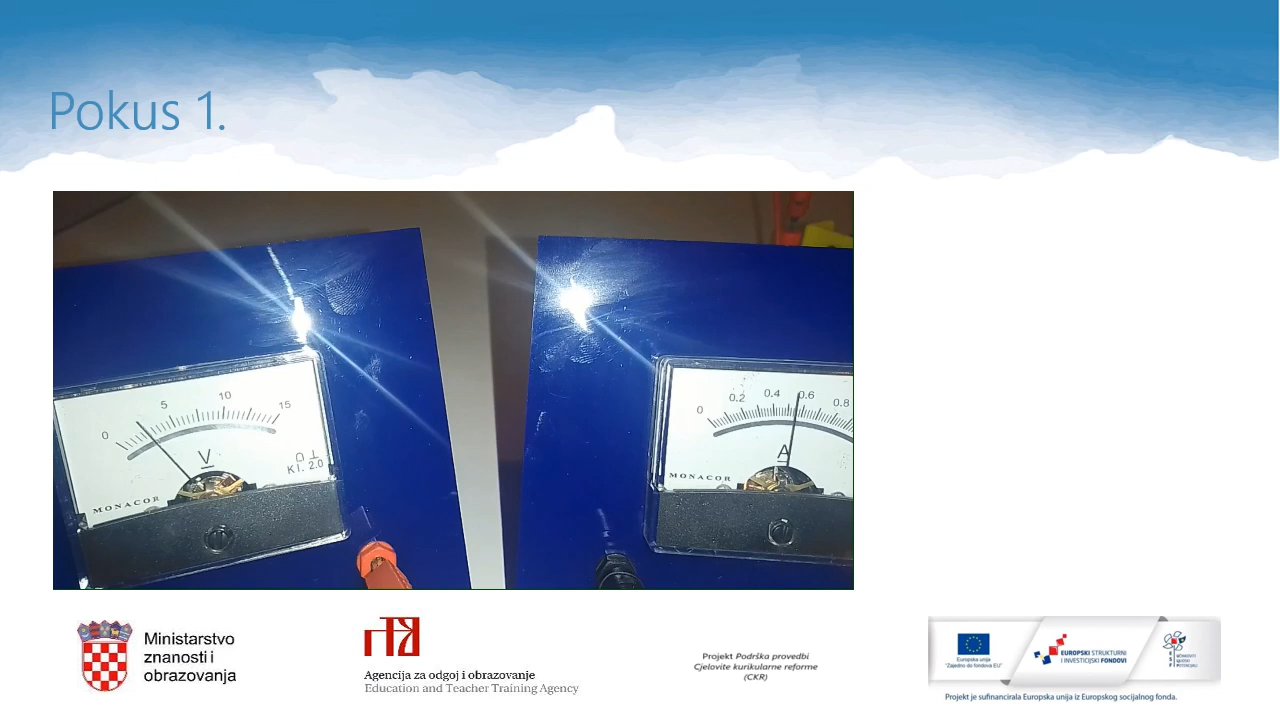 Pokus 1.
0 5 10 15
V
Kl. 2.0
MONACOR
0 0.2 0.4 0.6 0.8
A
MONACOR
Ministarstvo
znanosti i
obrazovanja
Agencija za odgoj i obrazovanje
Education and Teacher Training Agency
Projekt Podrška provedbi
Cjelovite kurikularne reforme
(CKR)
Europska unija
"Zajedno do fondova EU"
EUROPSKI STRUKTURNI
I INVESTICIJSKI FONDOVI
Projekt je sufinancirala Europska unija iz Europskog socijalnog fonda.